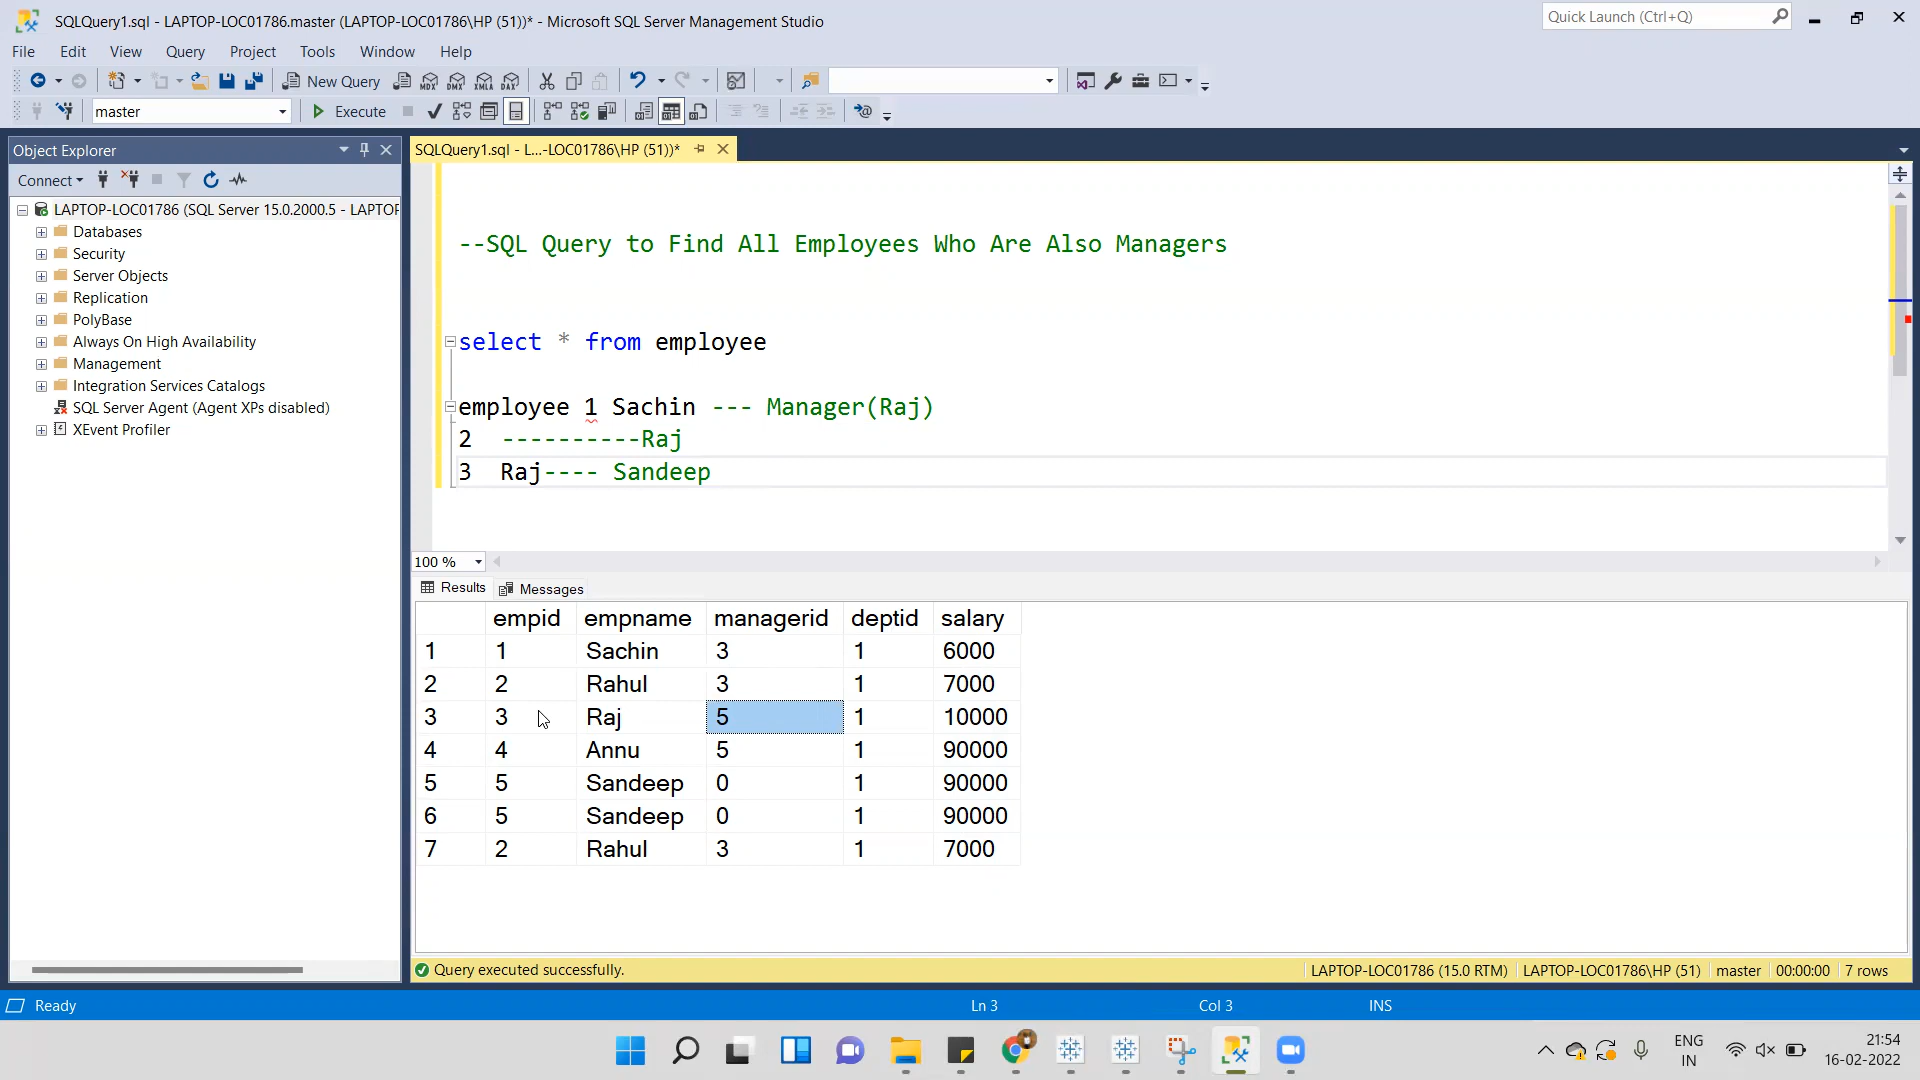 SQLQuery1.sql - LAPTOP-LOC01786.master (LAPTOP-LOC01786\HP (51))* - Microsoft SQL Server Management Studio
Quick Launch (Ctrl+Q)
File Edit View Query Project Tools Window Help
New Query MDX DMX XMLA DAX
master Execute
Object Explorer
Connect
LAPTOP-LOC01786 (SQL Server 15.0.2000.5 - LAPTOP
Databases
Security
Server Objects
Replication
PolyBase
Always On High Availability
Management
Integration Services Catalogs
SQL Server Agent (Agent XPs disabled)
XEvent Profiler
SQLQuery1.sql - L...-LOC01786\HP (51))*
--SQL Query to Find All Employees Who Are Also Managers
select * from employee
employee 1 Sachin --- Manager(Raj)
2 ----------Raj
3 Raj---- Sandeep
100 %
Results Messages
empid empname managerid deptid salary
1 1 Sachin 3 1 6000
2 2 Rahul 3 1 7000
3 3 Raj 5 1 10000
4 4 Annu 5 1 90000
5 5 Sandeep 0 1 90000
6 5 Sandeep 0 1 90000
7 2 Rahul 3 1 7000
Query executed successfully.
LAPTOP-LOC01786 (15.0 RTM) LAPTOP-LOC01786\HP (51) master 00:00:00 7 rows
Ready Ln 3 Col 3 INS
ENG
IN
21:54
16-02-2022